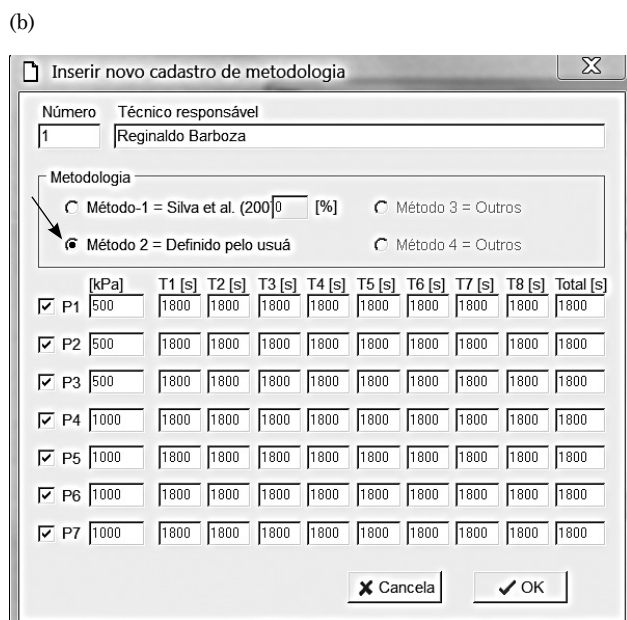 (b)
Inserir novo cadastro de metodologia
Número Técnico responsável
1 Reginaldo Barboza
Metodologia
Método-1 = Silva et al. (200 0 [%] Método 3 = Outros
Método 2 = Definido pelo usuá Método 4 = Outros
[kPa] T1 [s] T2 [s] T3 [s] T4 [s] T5 [s] T6 [s] T7 [s] T8 [s] Total [s]
P1 500 1800 1800 1800 1800 1800 1800 1800 1800 1800
P2 500 1800 1800 1800 1800 1800 1800 1800 1800 1800
P3 500 1800 1800 1800 1800 1800 1800 1800 1800 1800
P4 1000 1800 1800 1800 1800 1800 1800 1800 1800 1800
P5 1000 1800 1800 1800 1800 1800 1800 1800 1800 1800
P6 1000 1800 1800 1800 1800 1800 1800 1800 1800 1800
P7 1000 1800 1800 1800 1800 1800 1800 1800 1800 1800
Cancela OK